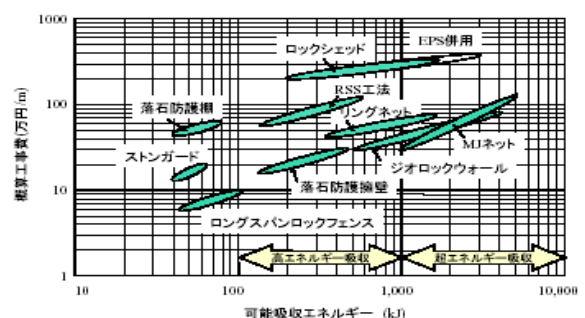 1000
EPS併用
ロックシェッド
RSS工法
落石防護棚
リングネット
100
ストンガード
MJネット
ジオロックウォール
10
落石防護擁壁
ロングスパンロックフェンス
高エネルギー吸収
超エネルギー吸収
1
10
100
1,000
10,000
可能吸収エネルギー (kJ)
概算工事費(万円/m)